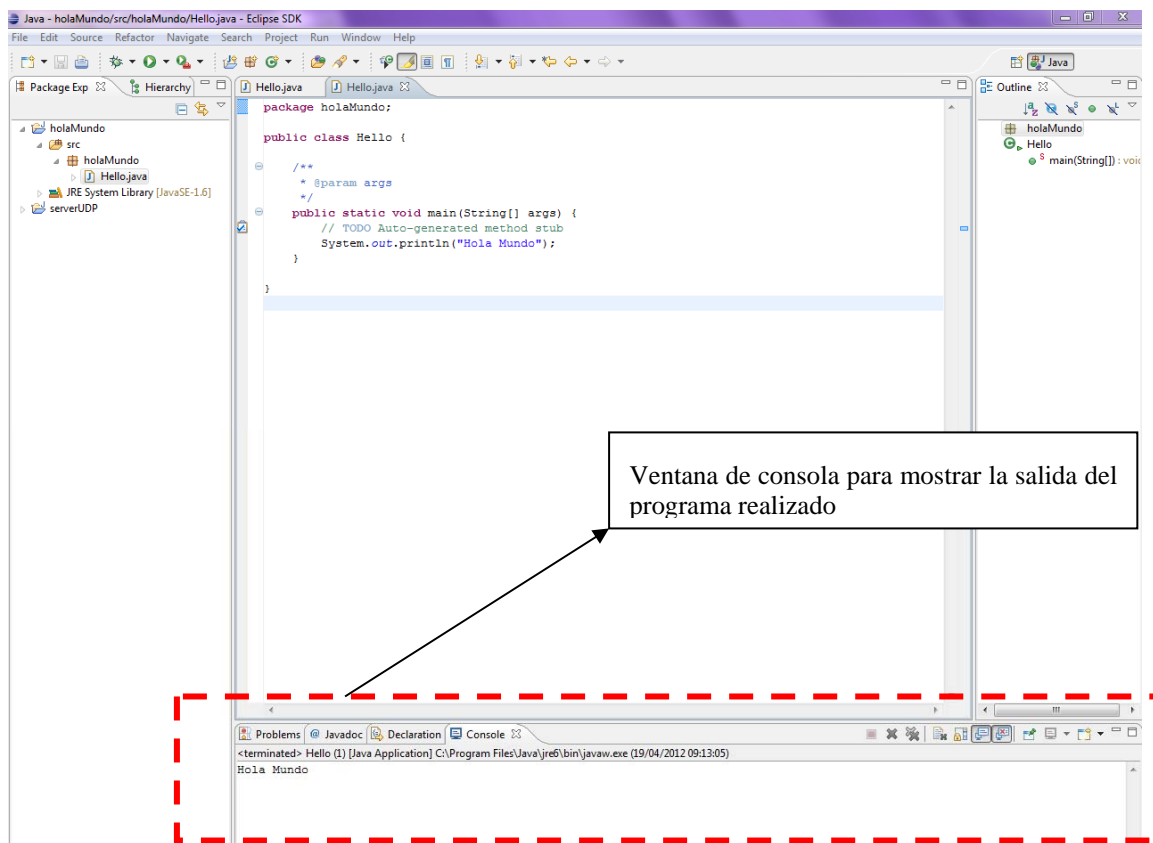 Java - holaMundo/src/holaMundo/Hello.java - Eclipse SDK
File Edit Source Refactor Navigate Search Project Run Window Help
Java
Package Exp Hierarchy
holaMundo
src
holaMundo
Hello.java
JRE System Library [JavaSE-1.6]
serverUDP
Hello.java Hello.java
package holaMundo;
public class Hello {
/**
* @param args
*/
public static void main(String[] args) {
// TODO Auto-generated method stub
System.out.println("Hola Mundo");
}
}
Outline
holaMundo
Hello
main(String[]) : void
Ventana de consola para mostrar la salida del
programa realizado
Problems Javadoc Declaration Console
<terminated> Hello (1) [Java Application] C:\Program Files\Java\jre6\bin\javaw.exe (19/04/2012 09:13:05)
Hola Mundo